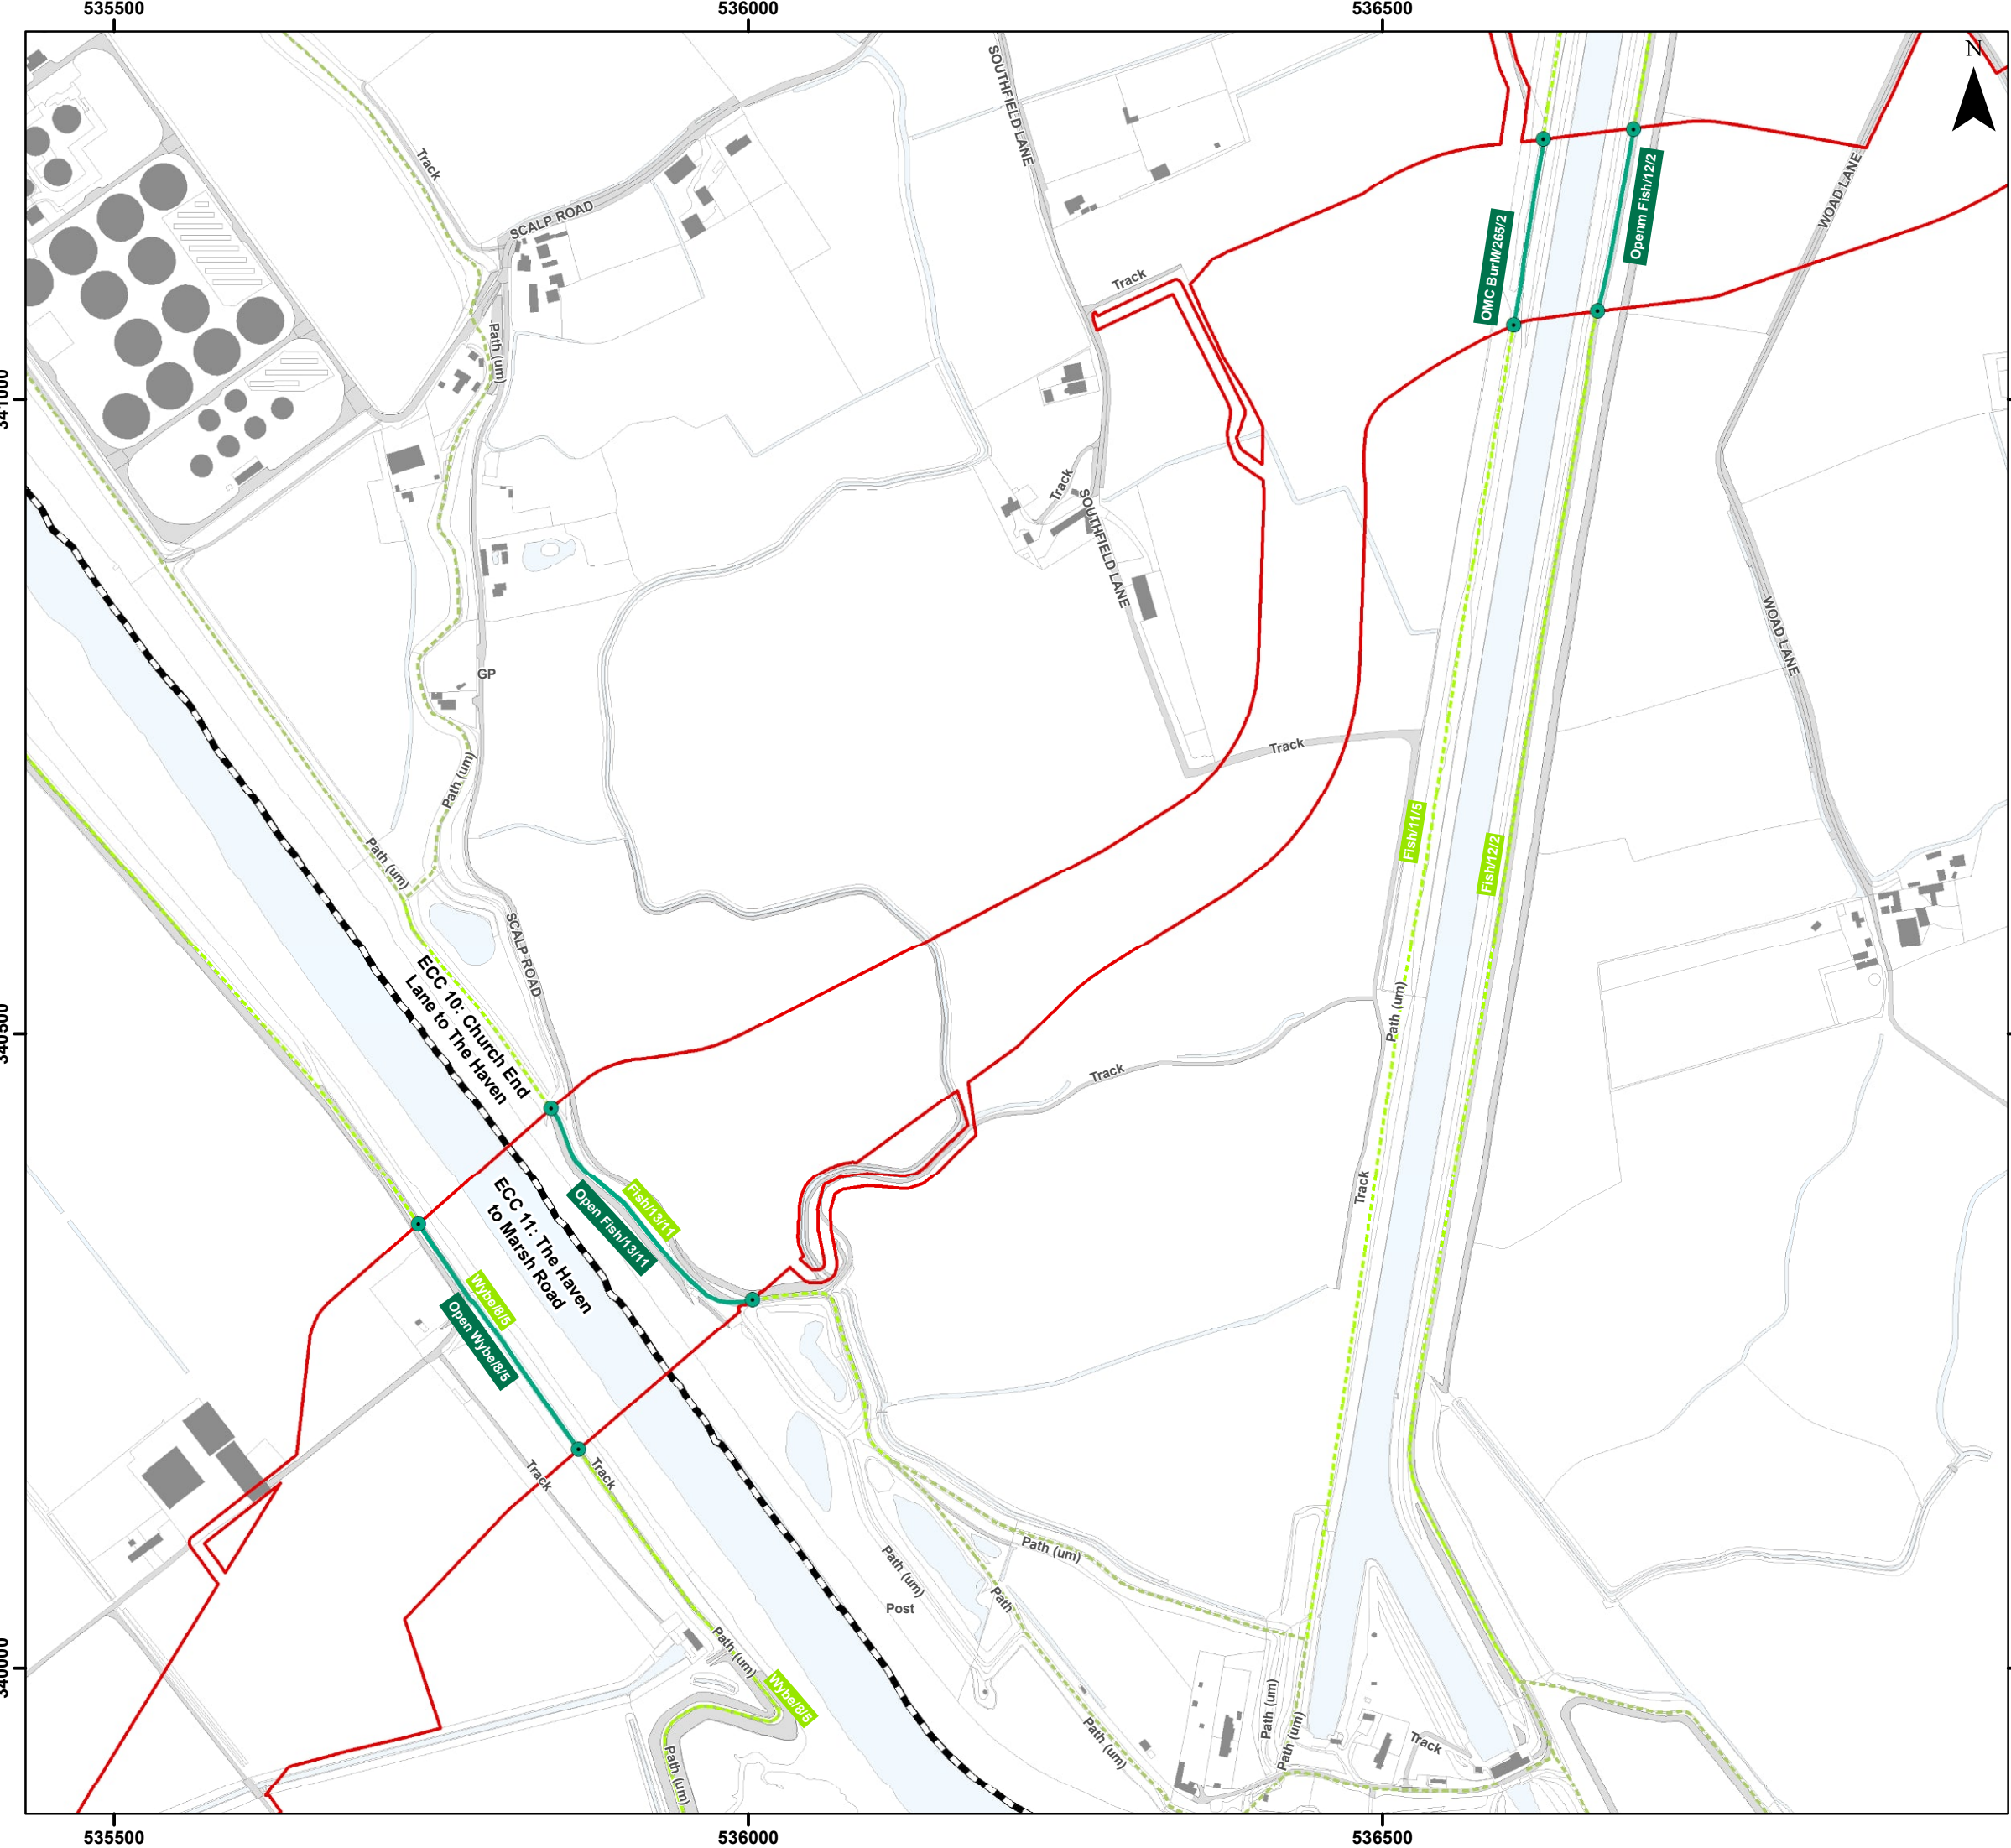 535500
536000
536500
N
SOUTHFIELD LANE
Track
SCALP ROAD
Openm Fish/12/2
WOAD LANE
OMC BurM/265/2
Track
Path (um)
341000
Track
SOUTHFIELD LANE
WOAD LANE
GP
Track
Path (um)
Fish/11/5
Fish/12/2
Path (um)
SCALP ROAD
ECC 10: Church End
Lane to The Haven
Path (um)
340500
Track
Track
ECC 11: The Haven
to Marsh Road
Fish/13/11
Open Fish/13/11
Wybe/8/5
Open Wybe/8/5
Track
Track
Path (um)
Path (um)
Path
Post
Path (um)
340000
Wybe/8/5
Path (um)
Path (um)
Path (um)
Track
Path (um)
535500
536000
536500